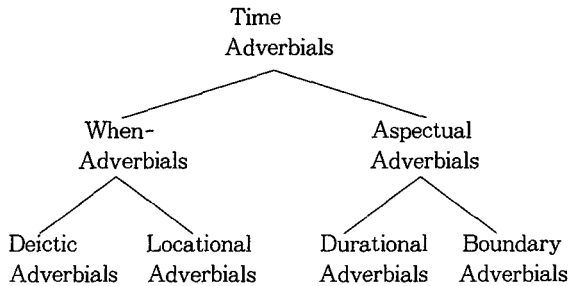 Time
Adverbials
When-
Adverbials
Aspectual
Adverbials
Deictic
Adverbials
Locational
Adverbials
Durational
Adverbials
Boundary
Adverbials